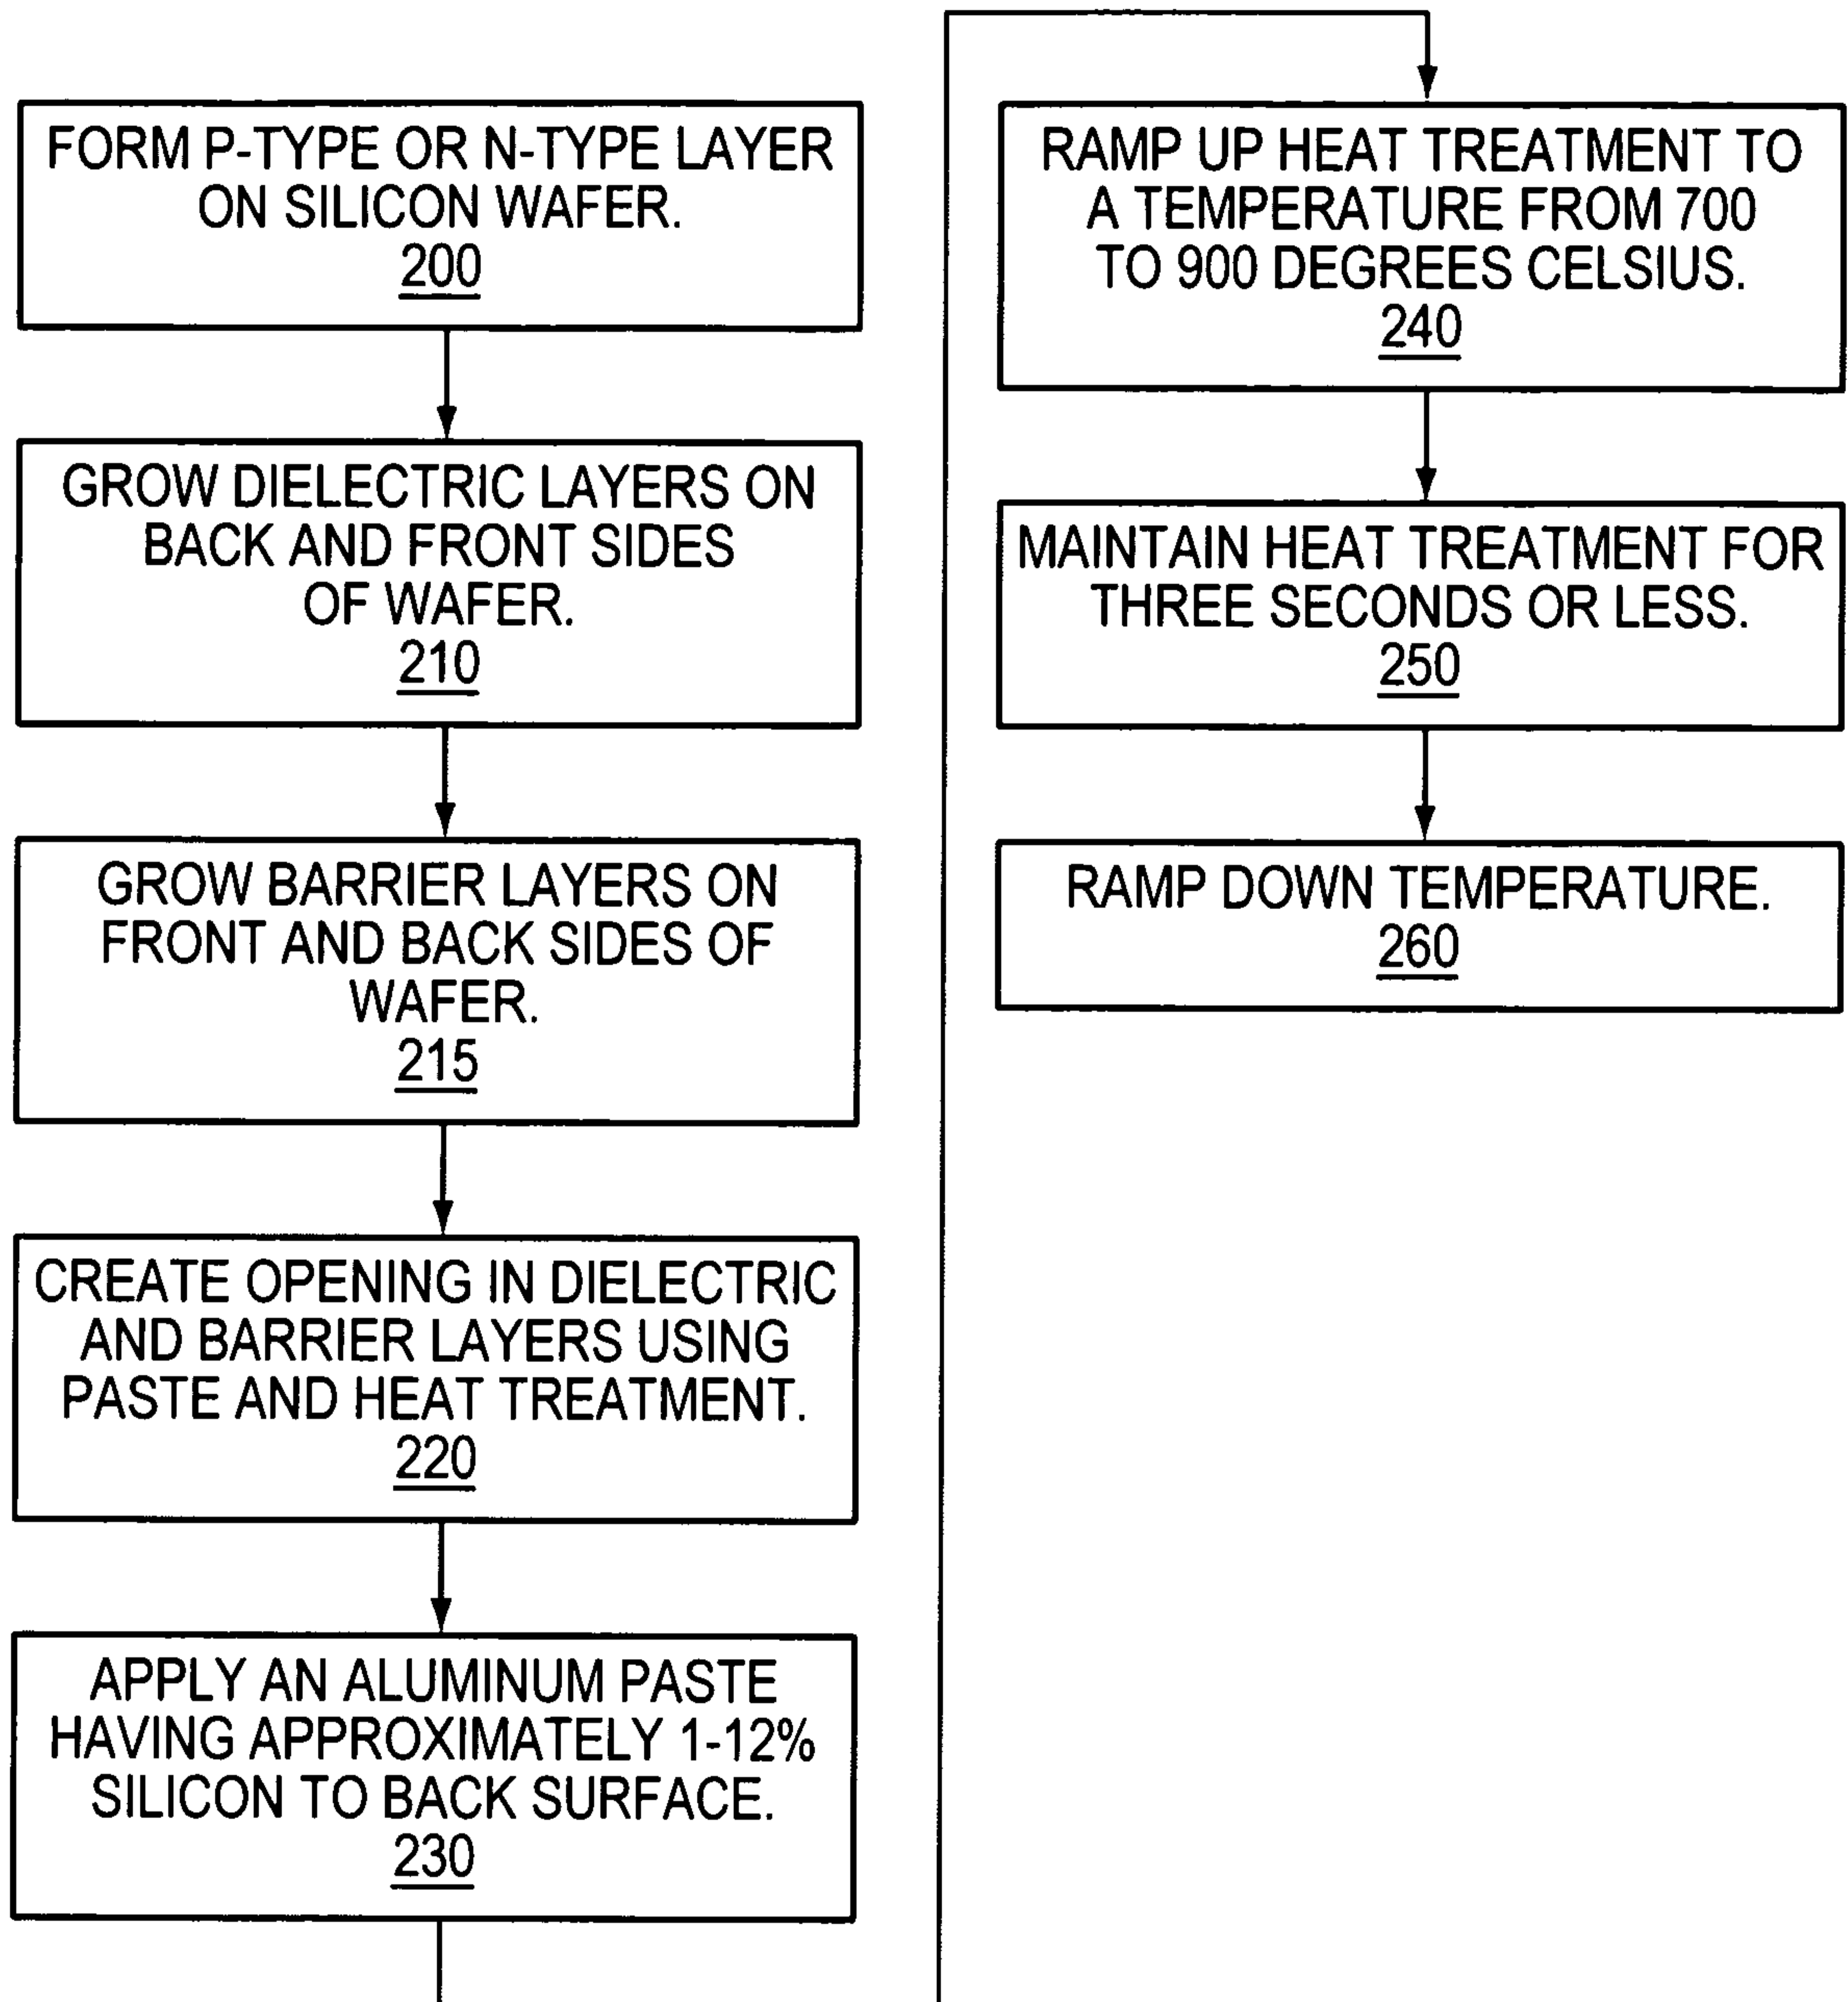 FORM P-TYPE OR N-TYPE LAYER
ON SILICON WAFER.
200
GROW DIELECTRIC LAYERS ON
BACK AND FRONT SIDES
OF WAFER.
210
GROW BARRIER LAYERS ON
FRONT AND BACK SIDES OF
WAFER.
215
CREATE OPENING IN DIELECTRIC
AND BARRIER LAYERS USING
PASTE AND HEAT TREATMENT.
220
APPLY AN ALUMINUM PASTE
HAVING APPROXIMATELY 1-12%
SILICON TO BACK SURFACE.
230
RAMP UP HEAT TREATMENT TO
A TEMPERATURE FROM 700
TO 900 DEGREES CELSIUS.
240
MAINTAIN HEAT TREATMENT FOR
THREE SECONDS OR LESS.
250
RAMP DOWN TEMPERATURE.
260